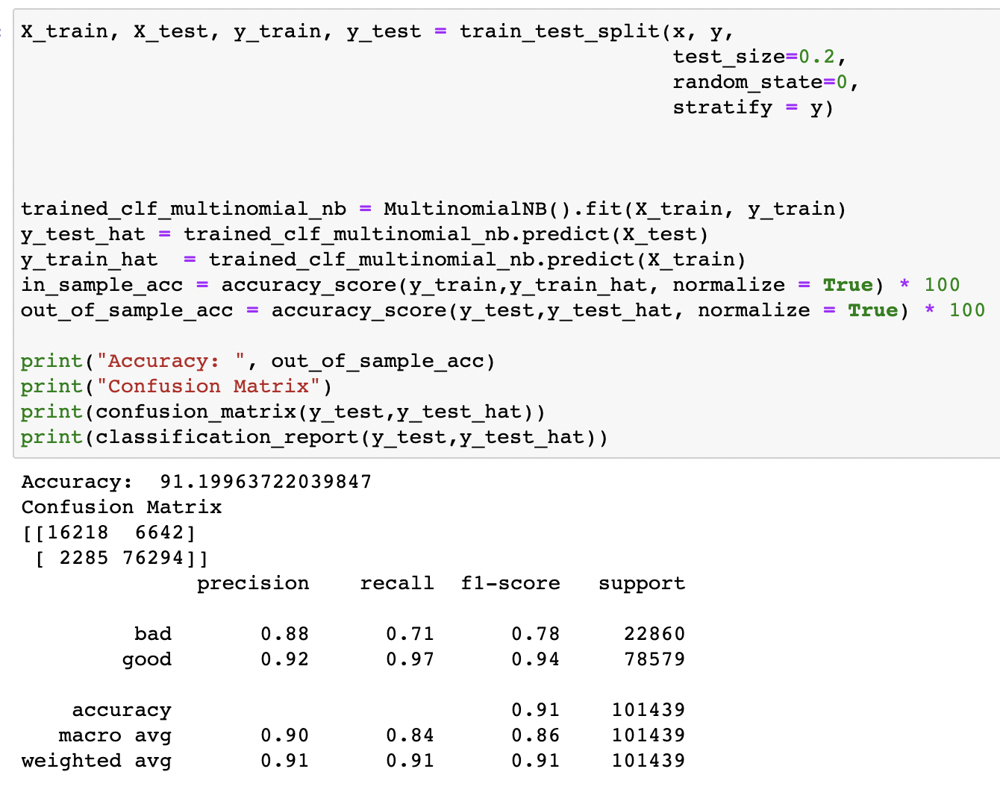 X_train, X_test, y_train, y_test = train_test_split(x, y,
                                                    test_size=0.2,
                                                    random_state=0,
                                                    stratify = y)
trained_clf_multinomial_nb = MultinomialNB().fit(X_train, y_train)
y_test_hat = trained_clf_multinomial_nb.predict(X_test)
y_train_hat  = trained_clf_multinomial_nb.predict(X_train)
in_sample_acc = accuracy_score(y_train,y_train_hat, normalize = True) * 100
out_of_sample_acc = accuracy_score(y_test,y_test_hat, normalize = True) * 100
print("Accuracy: ", out_of_sample_acc)
print("Confusion Matrix")
print(confusion_matrix(y_test,y_test_hat))
print(classification_report(y_test,y_test_hat))
Accuracy:  91.19963722039847
Confusion Matrix
[[16218  6642]
 [ 2285 76294]]
              precision    recall  f1-score   support
         bad       0.88      0.71      0.78     22860
        good       0.92      0.97      0.94     78579
    accuracy                           0.91    101439
   macro avg       0.90      0.84      0.86    101439
weighted avg       0.91      0.91      0.91    101439